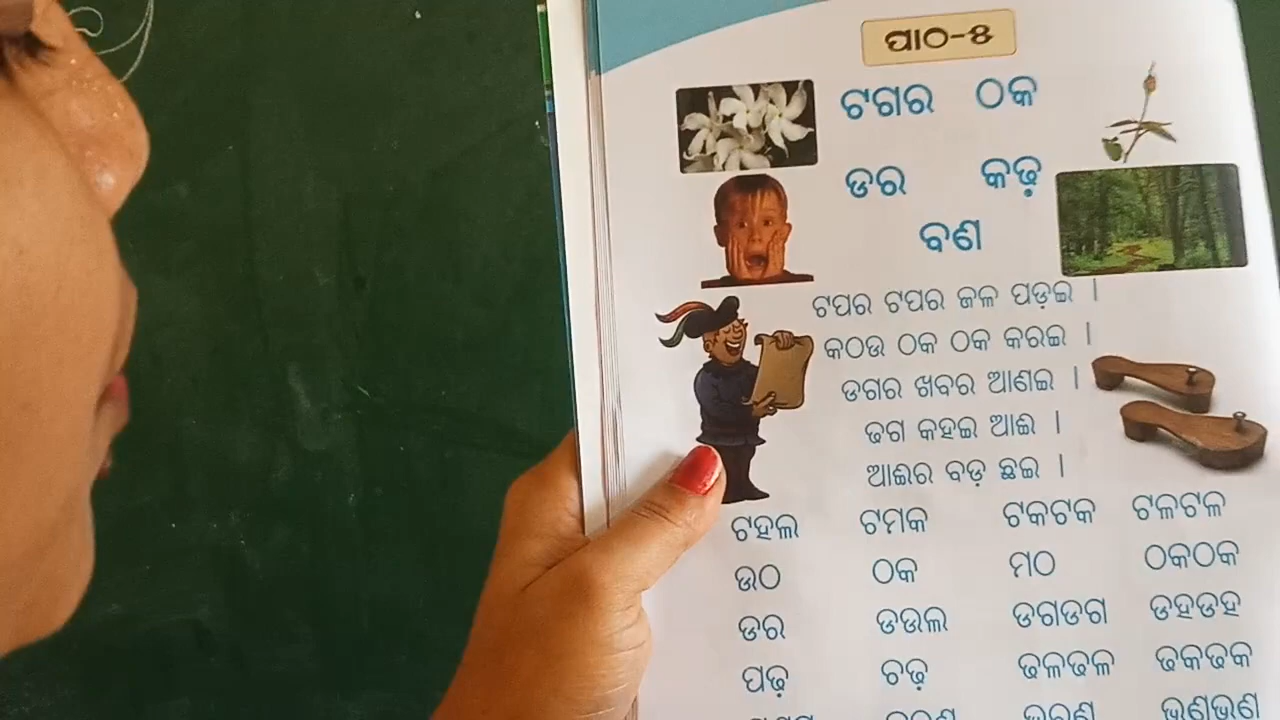 ପାଠ-୫
ଟଗର ଠକ
ଡର କଢ଼
ବଣ
ଟପର ଟପର ଜଳ ପଡ଼ଇ ।
କଠଉ ଠକ ଠକ କରଇ ।
ଡଗର ଖବର ଆଣଇ ।
ଢଗ କହଇ ଆଈ ।
ଆଈର ବଡ଼ ଛଇ ।
ଟହଲ ଟମକ ଟକଟକ ଟଳଟଳ
ଉଠ ଠକ ମଠ ଠକଠକ
ଡର ଡଉଲ ଡଗଡଗ ଡହଡହ
ପଢ଼ ଚଢ଼ ଢଳଢଳ ଢକଢକ